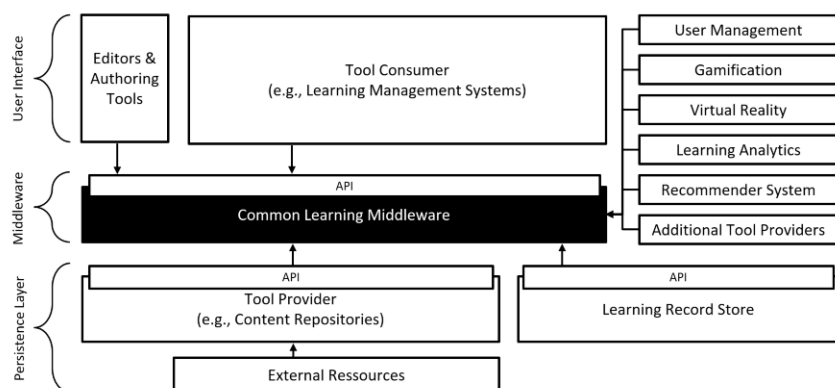 User Interface
Editors &
Authoring
Tools
Tool Consumer
(e.g., Learning Management Systems)
User Management
Gamification
Virtual Reality
Learning Analytics
Recommender System
Additional Tool Providers
Middleware
API
Common Learning Middleware
Persistence Layer
API
Tool Provider
(e.g., Content Repositories)
API
Learning Record Store
External Ressources